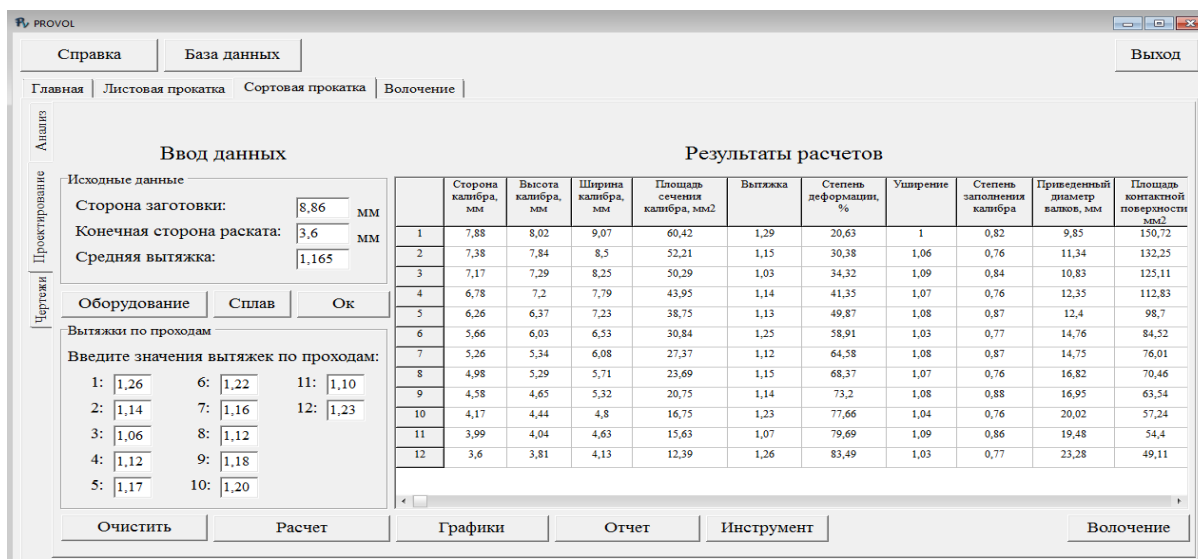 PROVOL
Справка База данных Выход
Главная Листовая прокатка Сортовая прокатка Волочение
Анализ
Проектирование
Чертежи
Ввод данных
Исходные данные
Сторона заготовки: 8,86 мм
Конечная сторона раската: 3,6 мм
Средняя вытяжка: 1,165
Оборудование Сплав Ок
Вытяжки по проходам
Введите значения вытяжек по проходам:
1: 1,26 6: 1,22 11: 1,10
2: 1,14 7: 1,16 12: 1,23
3: 1,06 8: 1,12
4: 1,12 9: 1,18
5: 1,17 10: 1,20
Результаты расчетов
Сторона калибра, мм Высота калибра, мм Ширина калибра, мм Площадь сечения калибра, мм2 Вытяжка Степень деформации, % Уширение Степень заполнения калибра Приведенный диаметр валков, мм Площадь контактной поверхности мм2
1 7,88 8,02 9,07 60,42 1,29 20,63 1 0,82 9,85 150,72
2 7,38 7,84 8,5 52,21 1,15 30,38 1,06 0,76 11,34 132,25
3 7,17 7,29 8,25 50,29 1,03 34,32 1,09 0,84 10,83 125,11
4 6,78 7,2 7,79 43,95 1,14 41,35 1,07 0,76 12,35 112,83
5 6,26 6,37 7,23 38,75 1,13 49,87 1,08 0,87 12,4 98,7
6 5,66 6,03 6,53 30,84 1,25 58,91 1,03 0,77 14,76 84,52
7 5,26 5,34 6,08 27,37 1,12 64,58 1,08 0,87 14,75 76,01
8 4,98 5,29 5,71 23,69 1,15 68,37 1,07 0,76 16,82 70,46
9 4,58 4,65 5,32 20,75 1,14 73,2 1,08 0,88 16,95 63,54
10 4,17 4,44 4,8 16,75 1,23 77,66 1,04 0,76 20,02 57,24
11 3,99 4,04 4,63 15,63 1,07 79,69 1,09 0,86 19,48 54,4
12 3,6 3,81 4,13 12,39 1,26 83,49 1,03 0,77 23,28 49,11
Очистить Расчет Графики Отчет Инструмент Волочение